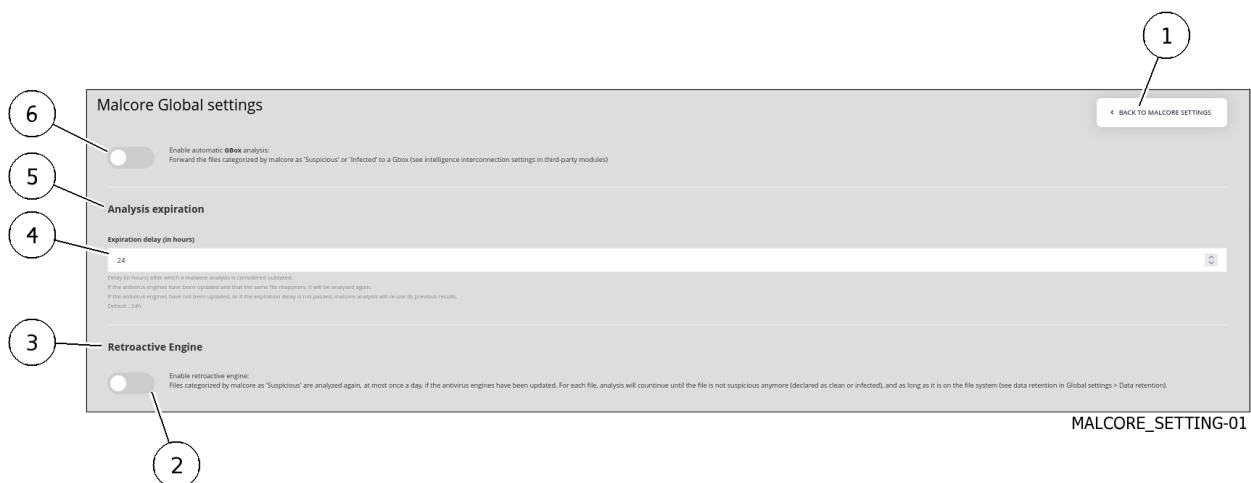 1
Malcore Global settings
6
BACK TO MALCORE SETTINGS
Enable automatic GBox analysis:
Forward the files categorized by malcore as 'Suspicious' or 'Infected' to a Gbox (see intelligence interconnection settings in third-party modules)
5
Analysis expiration
4
Expiration delay (in hours)
24
Delay (in hours) after which a malware analysis is considered outdated.
If the antivirus engines have been updated and that the same file reappears, it will be analysed again.
If the antivirus engines have not been updated, or if the expiration delay is not passed, malcore analysis will re-use its previous results.
Default : 24h
3
Retroactive Engine
Enable retroactive engine:
Files categorized by malcore as 'Suspicious' are analyzed again, at most once a day, if the antivirus engines have been updated. For each file, analysis will countinue until the file is not suspicious anymore (declared as clean or infected), and as long as it is on the file system (see data retention in Global settings > Data retention).
MALCORE_SETTING-01
2